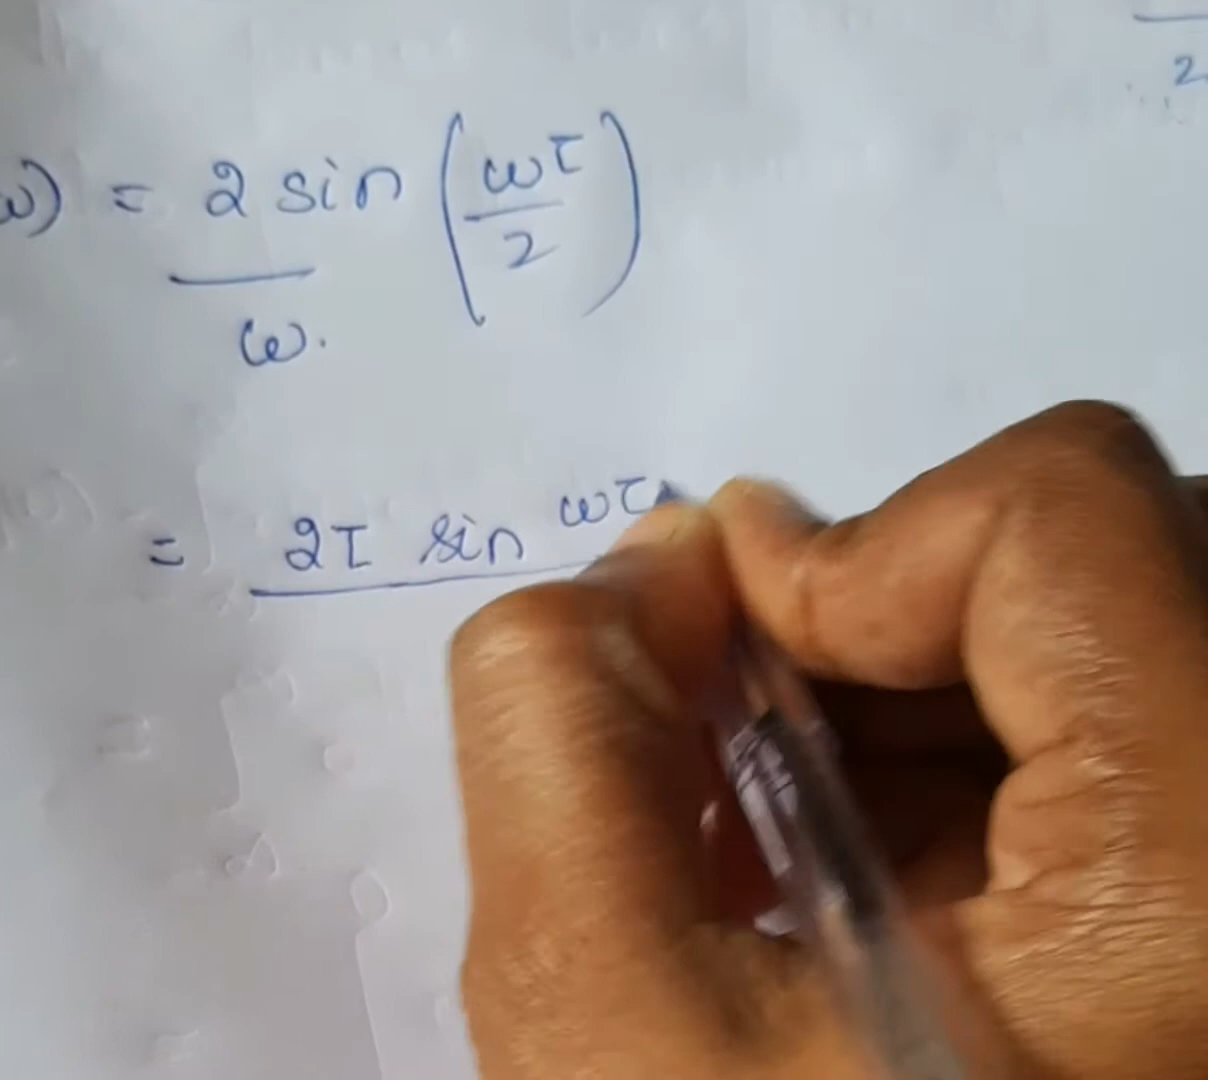 2
ω) = 2 sin (ωτ/2)
ω.
= 2τ sin ωτ